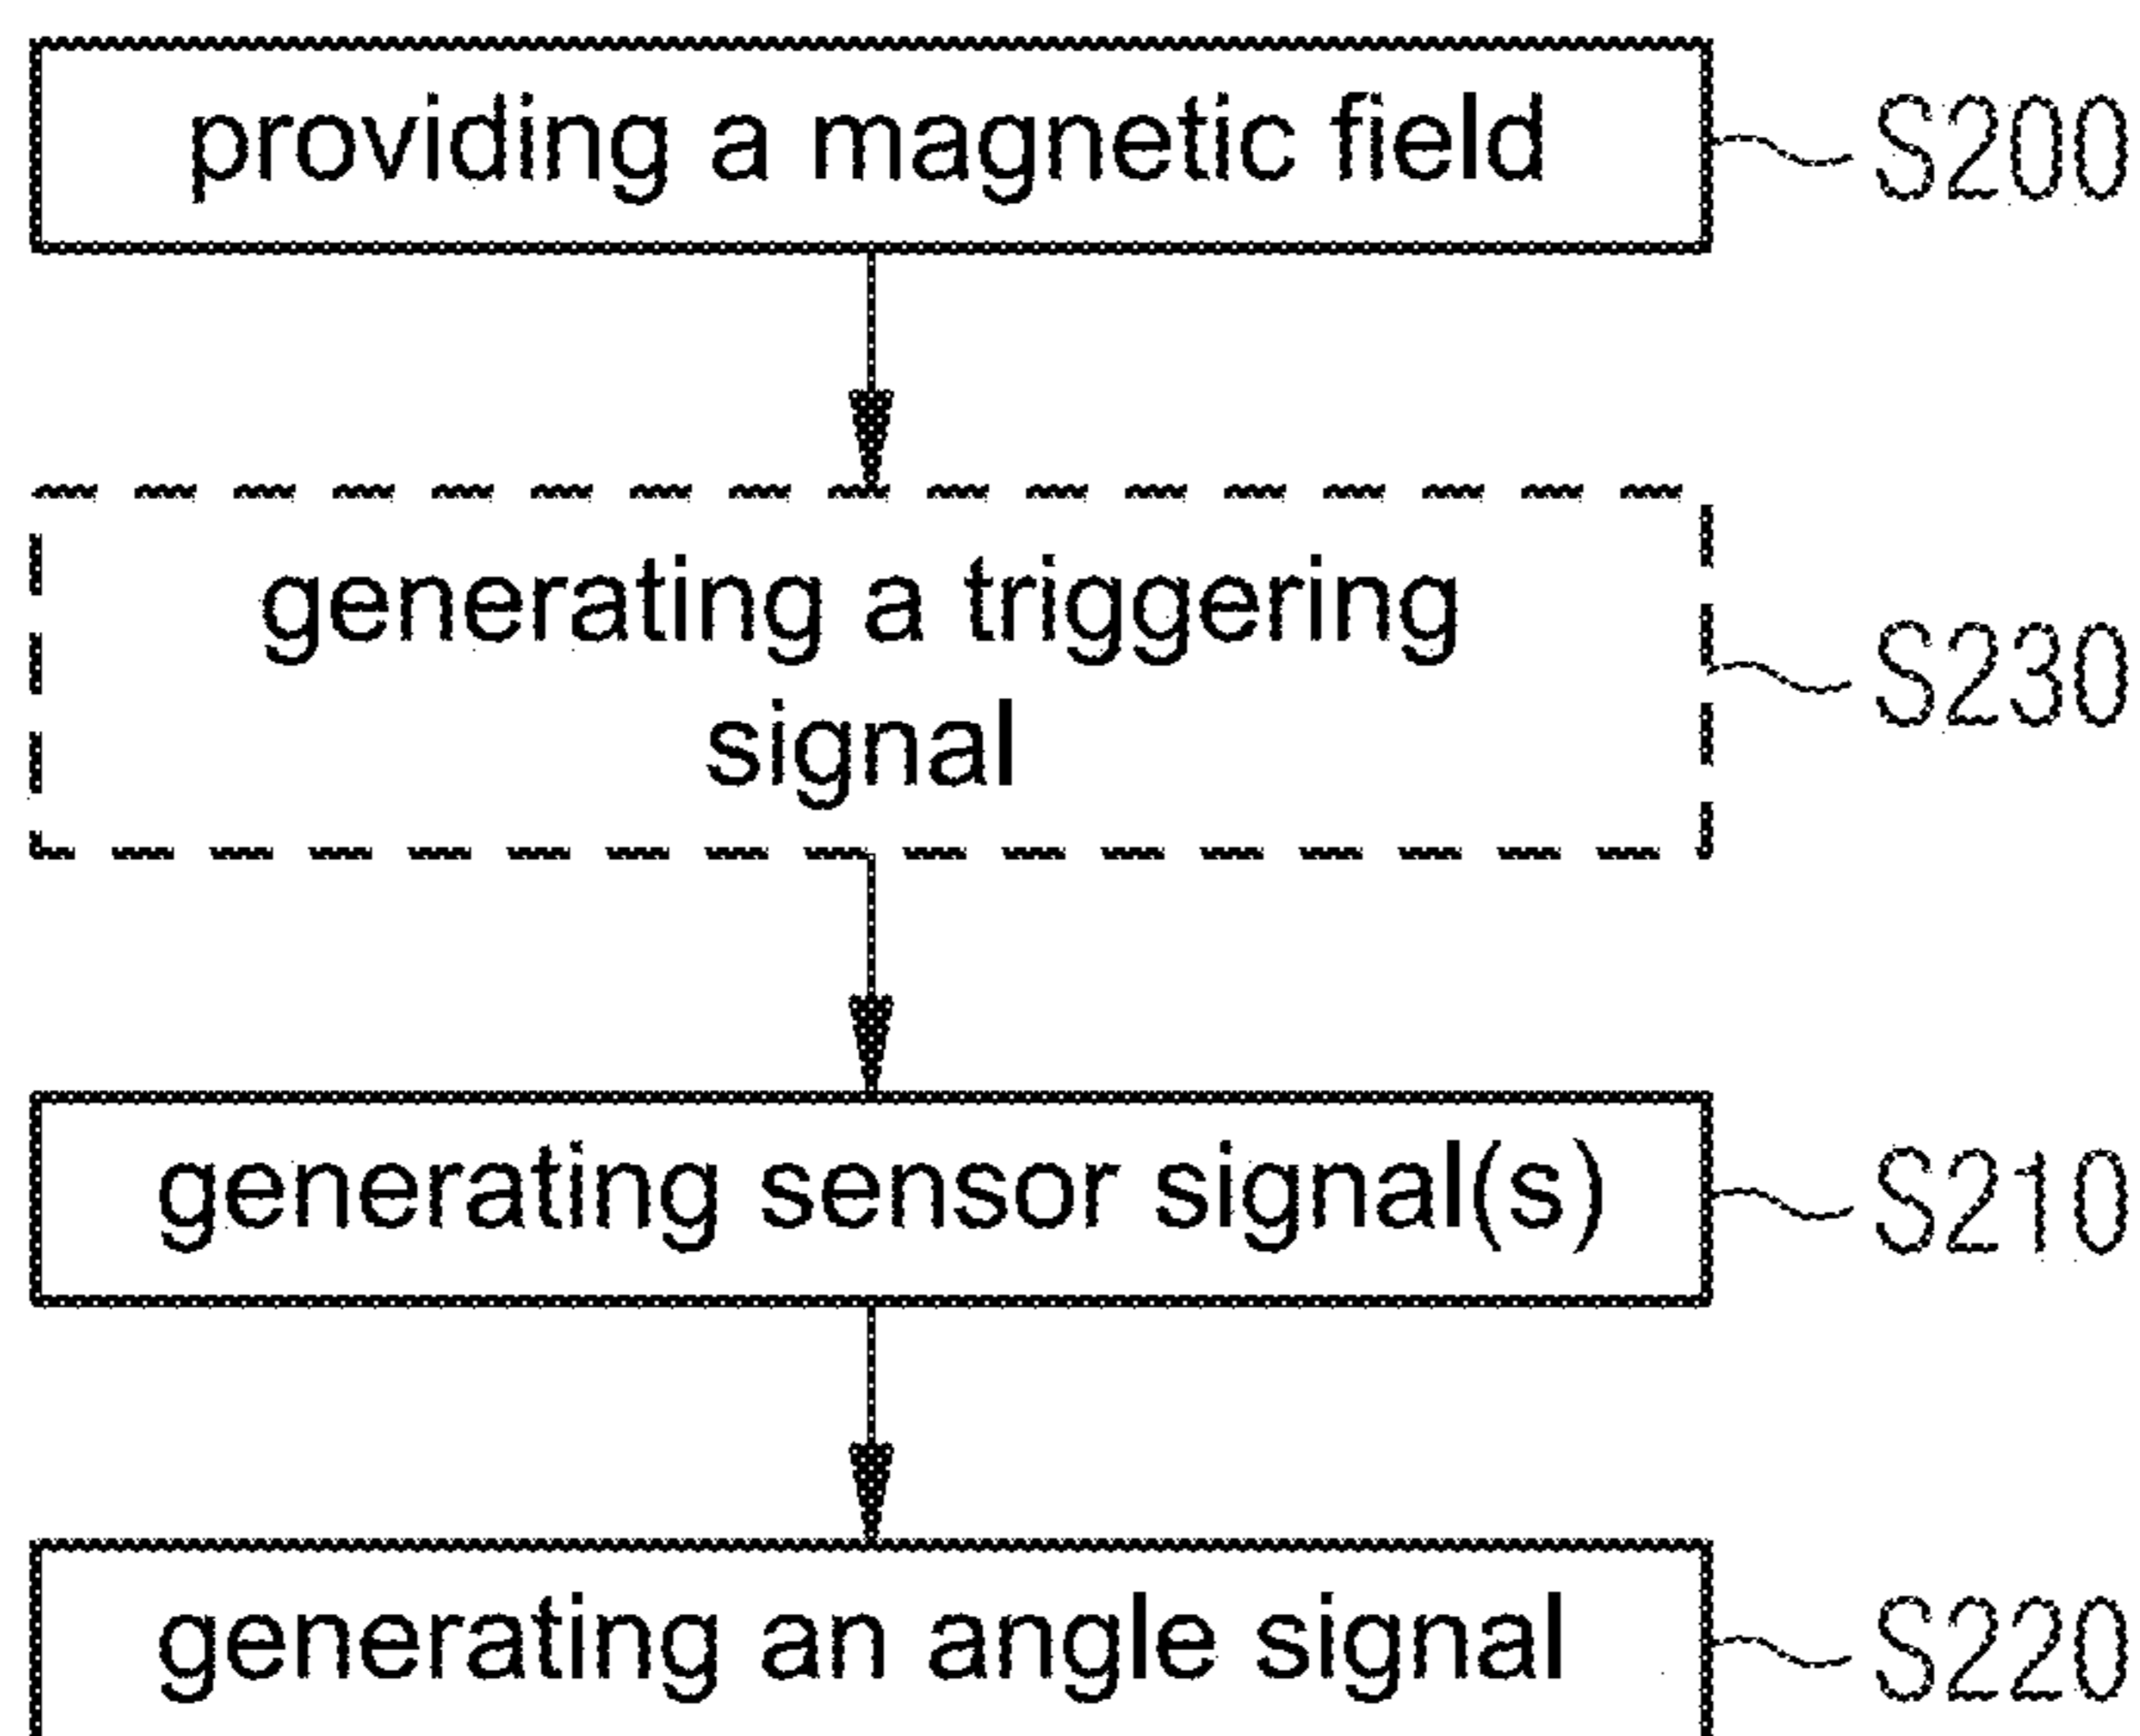 providing a magnetic field S200
generating a triggering S230
signal
generating sensor signal(s) S210
generating an angle signal S220